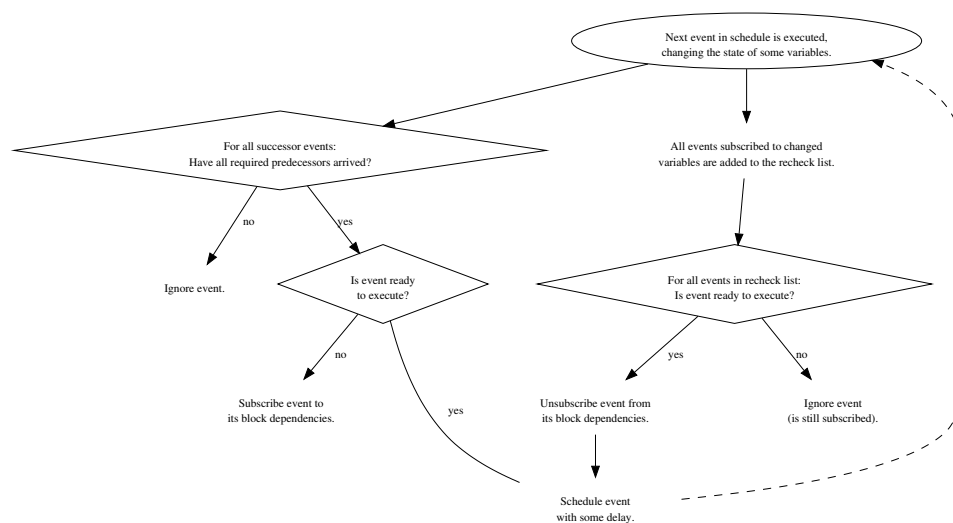 Next event in schedule is executed,
changing the state of some variables.
For all successor events:
Have all required predecessors arrived?
All events subscribed to changed
variables are added to the recheck list.
no
yes
Ignore event.
Is event ready
to execute?
For all events in recheck list:
Is event ready to execute?
no
yes
yes
no
Subscribe event to
its block dependencies.
Unsubscribe event from
its block dependencies.
Ignore event
(is still subscribed).
Schedule event
with some delay.